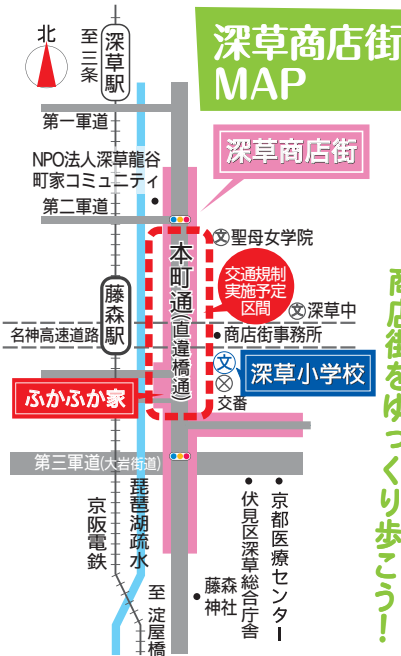 深草商店街
MAP
北
至 三条
深草駅
第一軍道
深草商店街
NPO法人深草龍谷
町家コミュニティ
第二軍道
文聖母女学院
本町通(直違橋通)
交通規制
実施予定
区間
文深草中
藤森駅
名神高速道路
商店街事務所
文
深草小学校
交番
ふかふか家
第三軍道(大岩街道)
琵琶湖疏水
京阪電鉄
至 淀屋橋
藤森
神社
伏見区深草総合庁舎
京都医療センター
商店街をゆっくり歩こう!